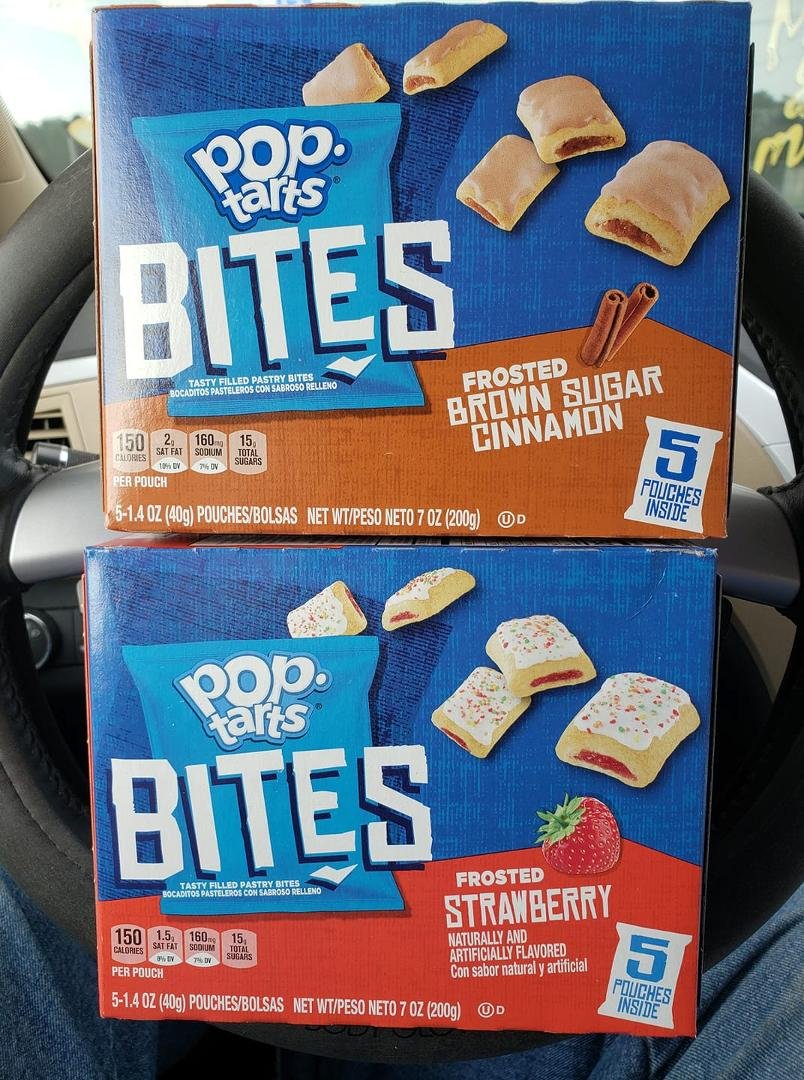 POP.
tarts®
BITES
TASTY FILLED PASTRY BITES
BOCADITOS PASTELEROS CON SABROSO RELLENO
FROSTED
BROWN SUGAR
CINNAMON
150 CALORIES
2g SAT FAT 10% DV
160mg SODIUM 7% DV
15g TOTAL SUGARS
PER POUCH
5 POUCHES INSIDE
5-1.4 OZ (40g) POUCHES/BOLSAS NET WT/PESO NETO 7 OZ (200g) Ⓤ D
POP.
tarts®
BITES
TASTY FILLED PASTRY BITES
BOCADITOS PASTELEROS CON SABROSO RELLENO
FROSTED
STRAWBERRY
NATURALLY AND
ARTIFICIALLY FLAVORED
Con sabor natural y artificial
150 CALORIES
1.5g SAT FAT 8% DV
160mg SODIUM 7% DV
15g TOTAL SUGARS
PER POUCH
5 POUCHES INSIDE
5-1.4 OZ (40g) POUCHES/BOLSAS NET WT/PESO NETO 7 OZ (200g) Ⓤ D